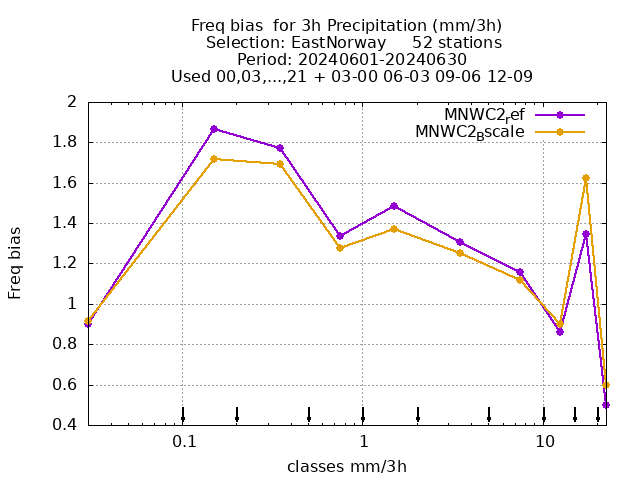 Freq bias  for 3h Precipitation (mm/3h)
Selection: EastNorway     52 stations
Period: 20240601-20240630
Used 00,03,...,21 + 03-00 06-03 09-06 12-09
MNWC2ref
MNWC2Bscale
2
1.8
1.6
1.4
1.2
1
0.8
0.6
0.4
Freq bias
0.1 1 10
classes mm/3h